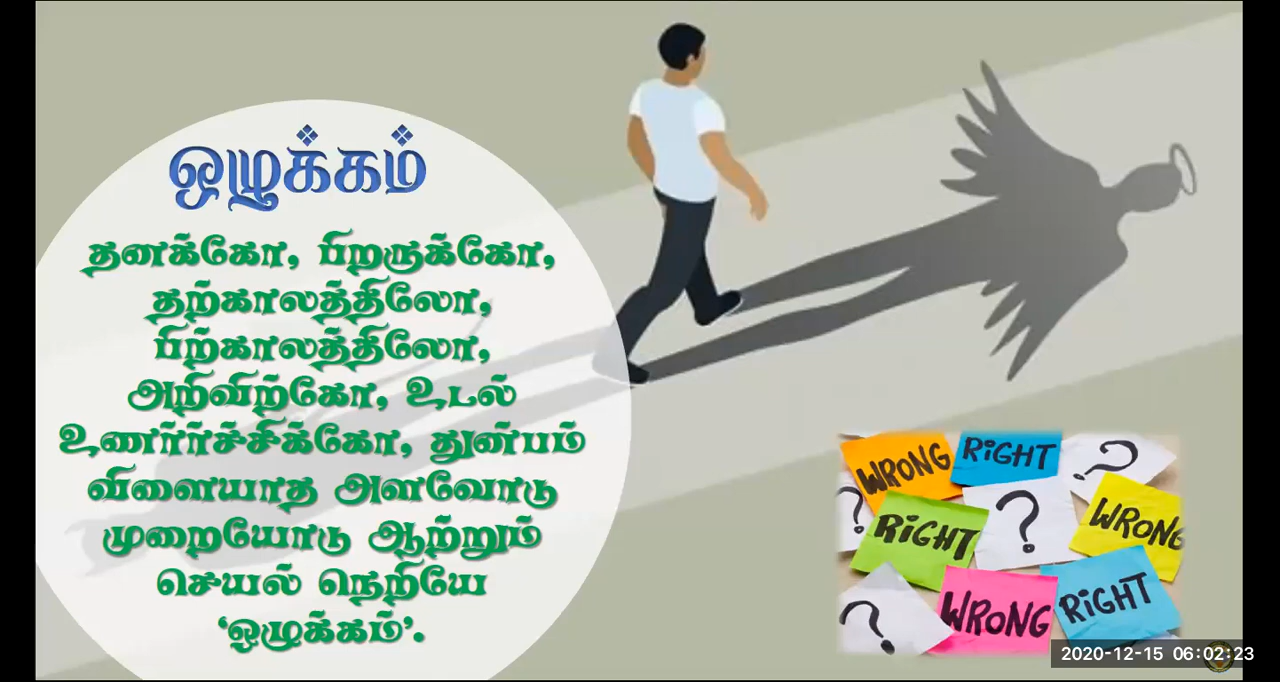 ஒழுக்கம்
தனக்கோ, பிறருக்கோ,
தற்காலத்திலோ,
பிற்காலத்திலோ,
அறிவிற்கோ, உடல்
உணர்ர்ச்சிக்கோ, துன்பம்
விளையாத அளவோடு
முறையோடு ஆற்றும்
செயல் நெறியே
‘ஒழுக்கம்’.
WRONG RIGHT ?
? RIGHT ? WRONG
? WRONG RIGHT
2020-12-15 06:02:23